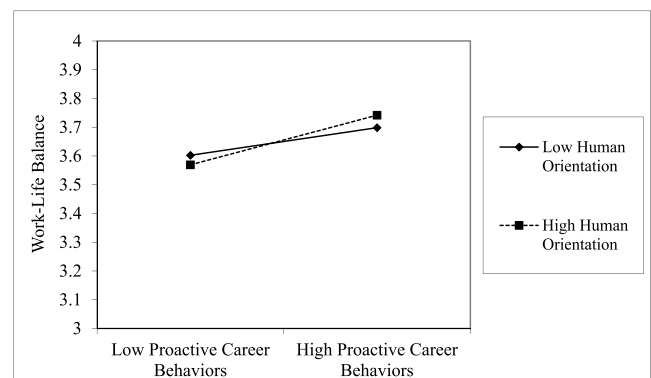 4
3.9
3.8
3.7
3.6
3.5
3.4
3.3
3.2
3.1
3
Work-Life Balance
Low Proactive Career
Behaviors
High Proactive Career
Behaviors
Low Human
Orientation
High Human
Orientation